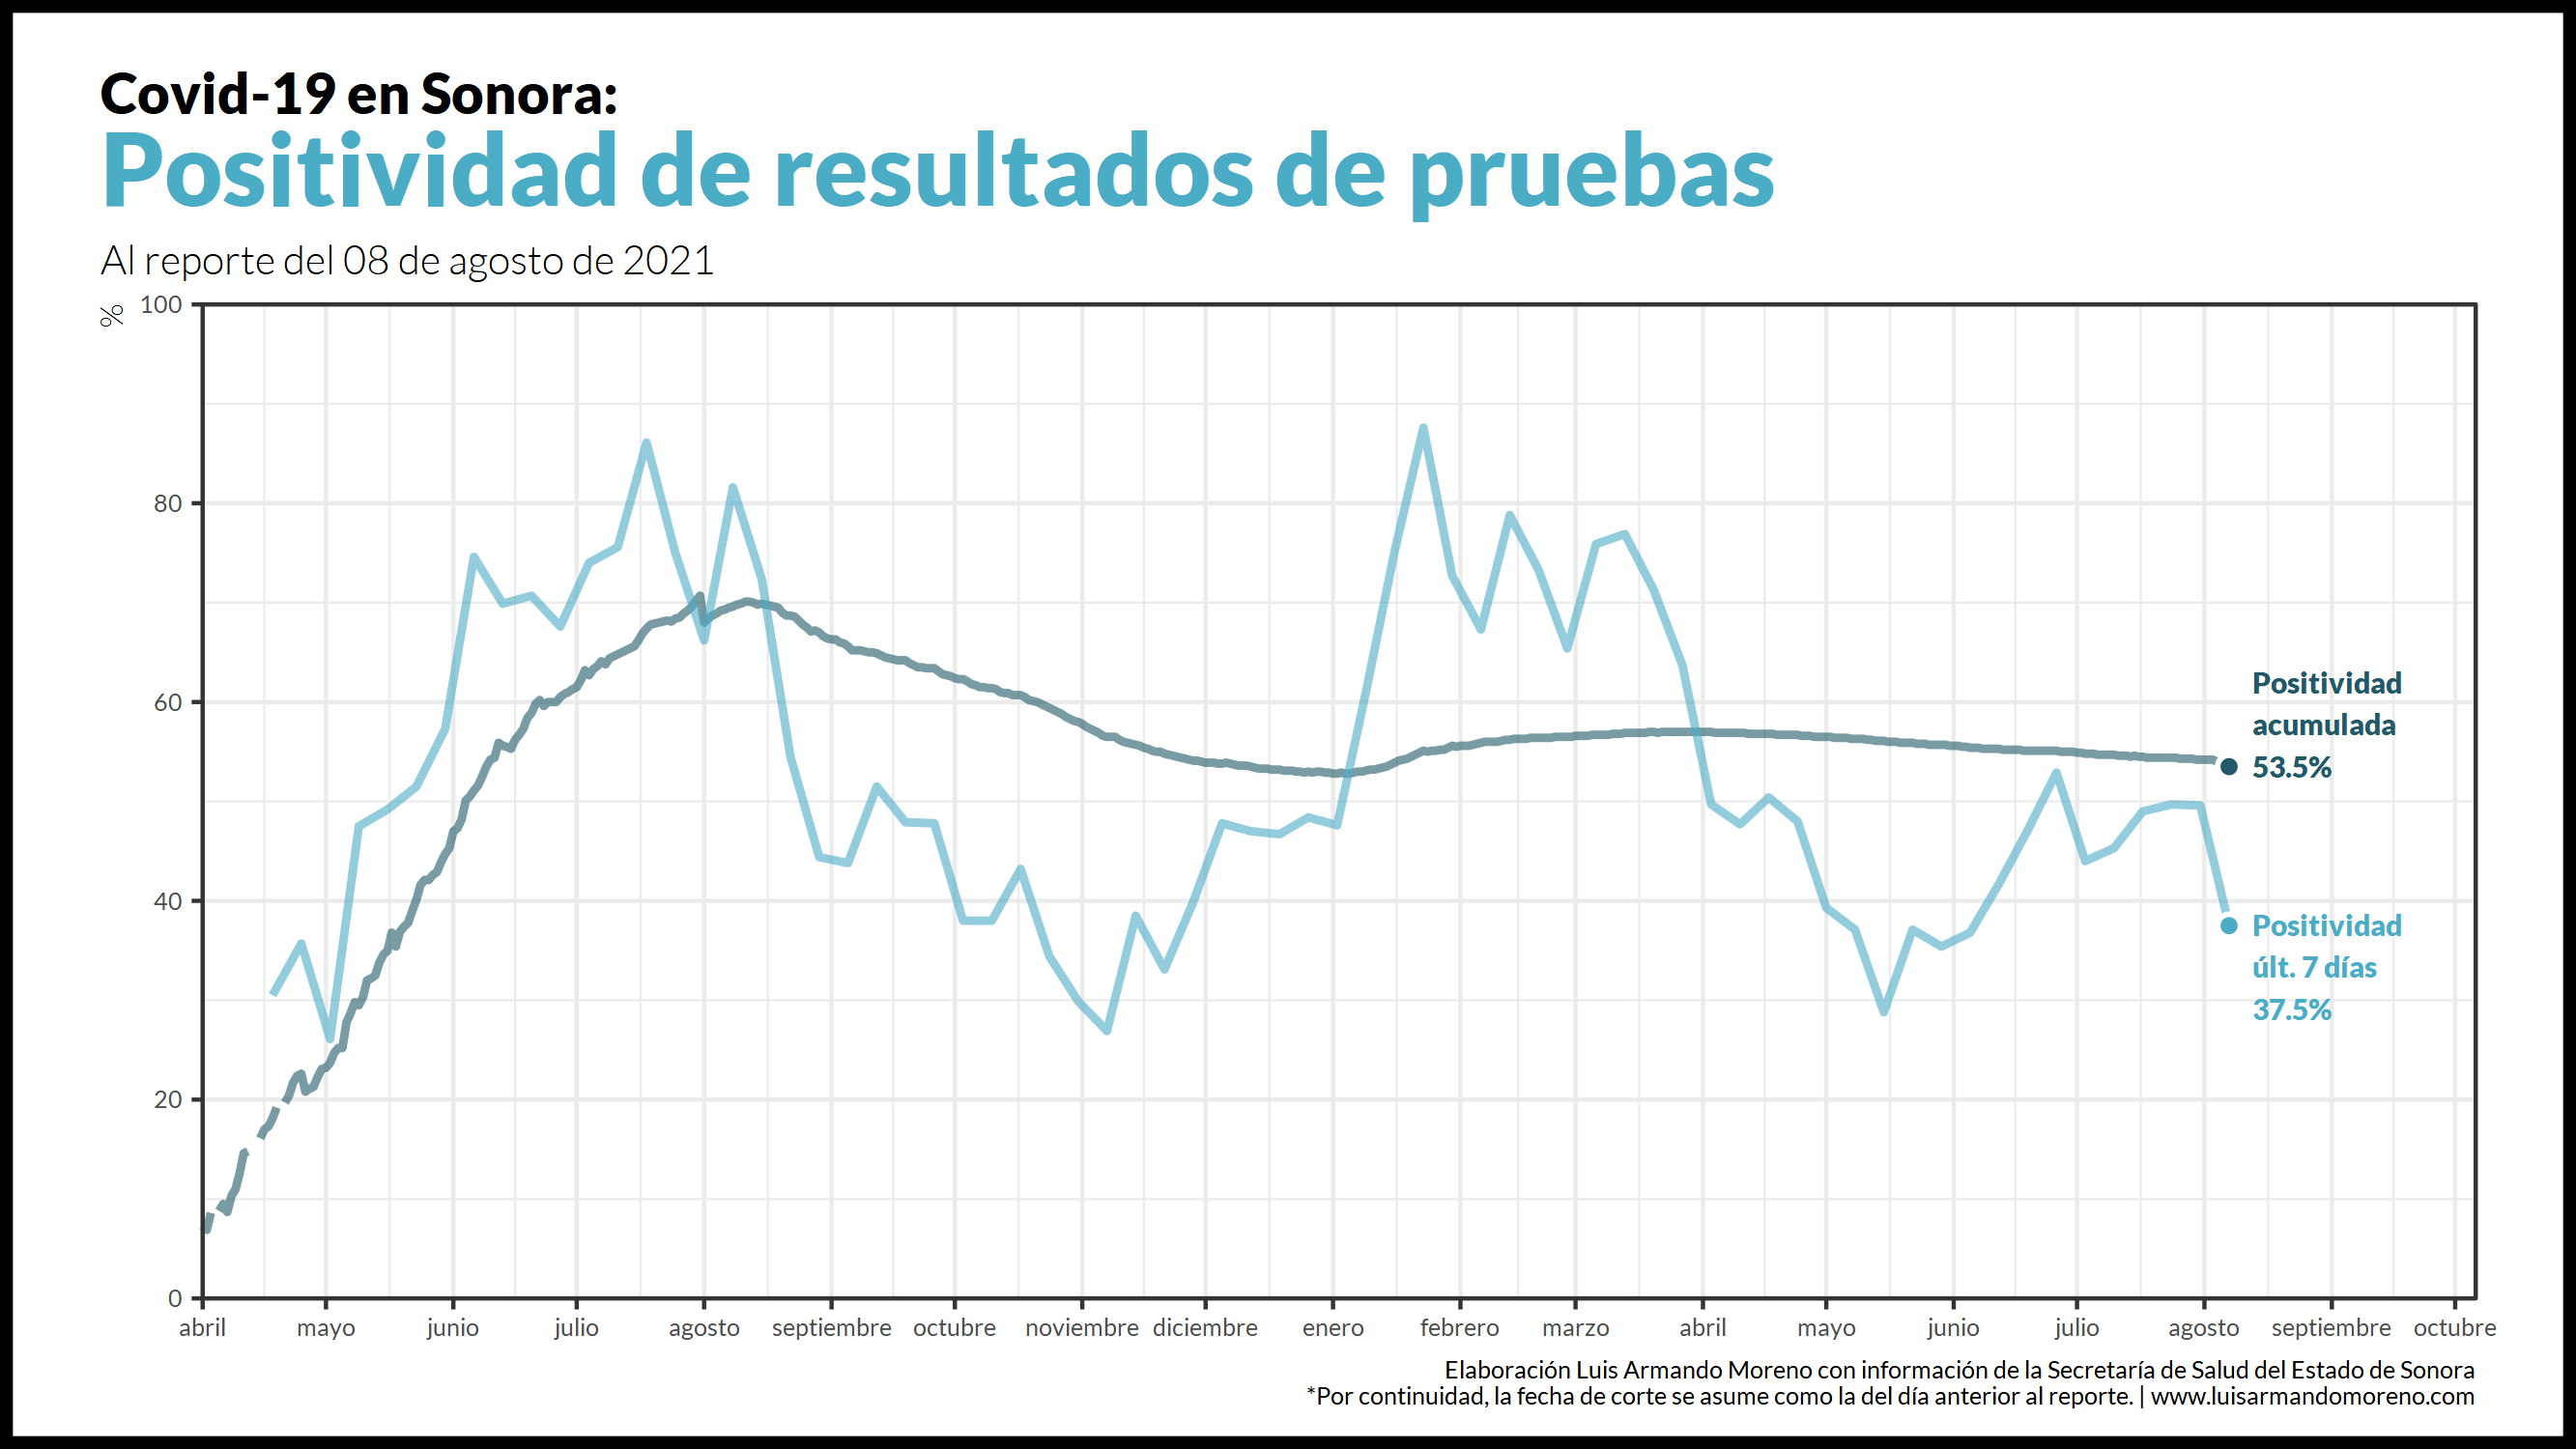 Covid-19 en Sonora:
Positividad de resultados de pruebas
Al reporte del 08 de agosto de 2021
%
100
80
60
40
20
0
Positividad
acumulada
53.5%
Positividad
últ. 7 días
37.5%
abril mayo junio julio agosto septiembre octubre noviembre diciembre enero febrero marzo abril mayo junio julio agosto septiembre octubre
Elaboración Luis Armando Moreno con información de la Secretaría de Salud del Estado de Sonora
*Por continuidad, la fecha de corte se asume como la del día anterior al reporte. | www.luisarmandomoreno.com